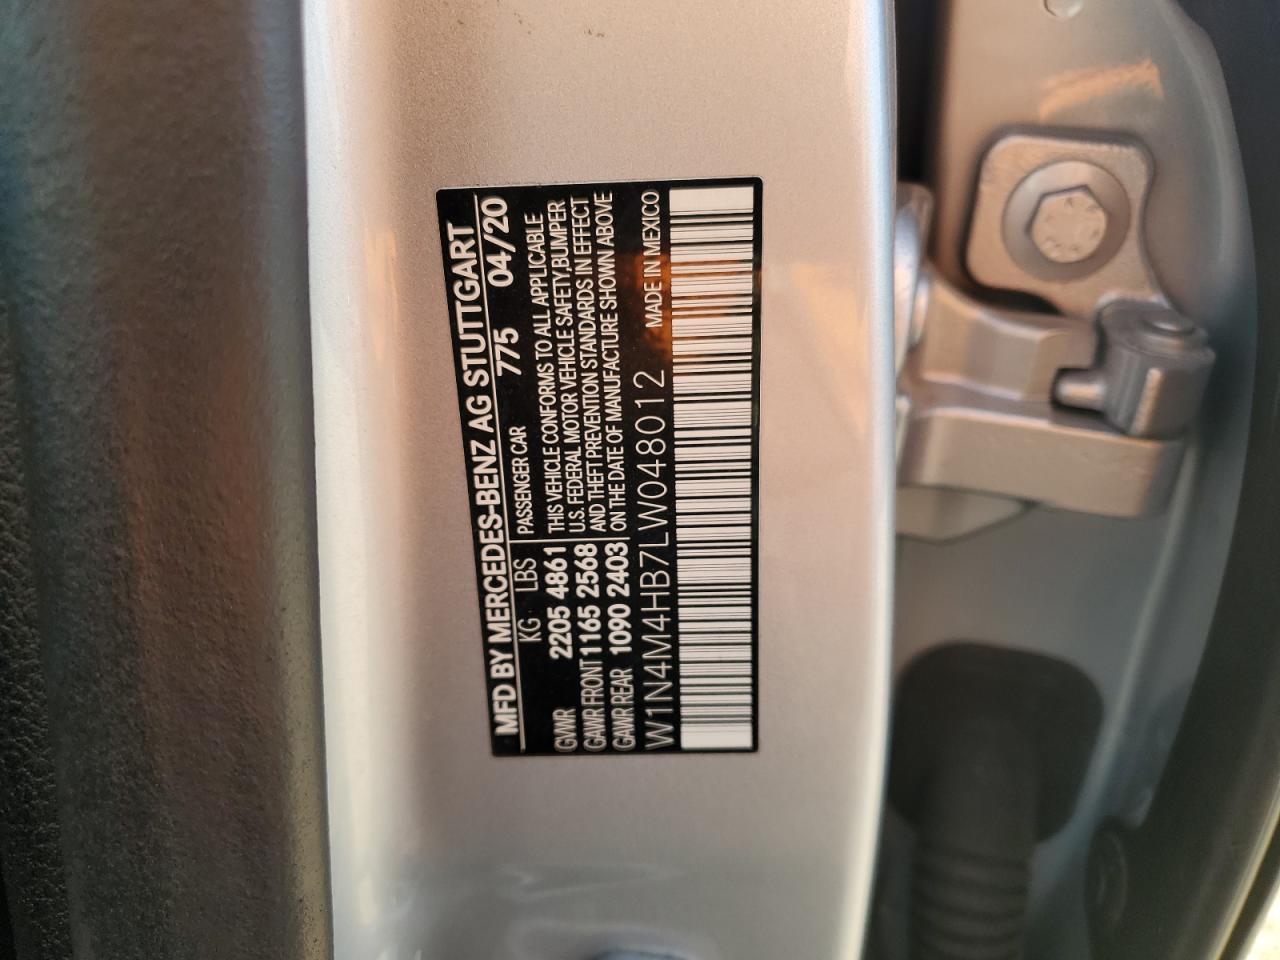 MFD BY MERCEDES-BENZ AG STUTTGART
KG LBS PASSENGER CAR 775 04/20
GVWR 2205 4861 THIS VEHICLE CONFORMS TO ALL APPLICABLE
U.S. FEDERAL MOTOR VEHICLE SAFETY,BUMPER
GAWR FRONT 1165 2568 AND THEFT PREVENTION STANDARDS IN EFFECT
GAWR REAR 1090 2403 ON THE DATE OF MANUFACTURE SHOWN ABOVE
W1N4M4HB7LW048012 MADE IN MEXICO